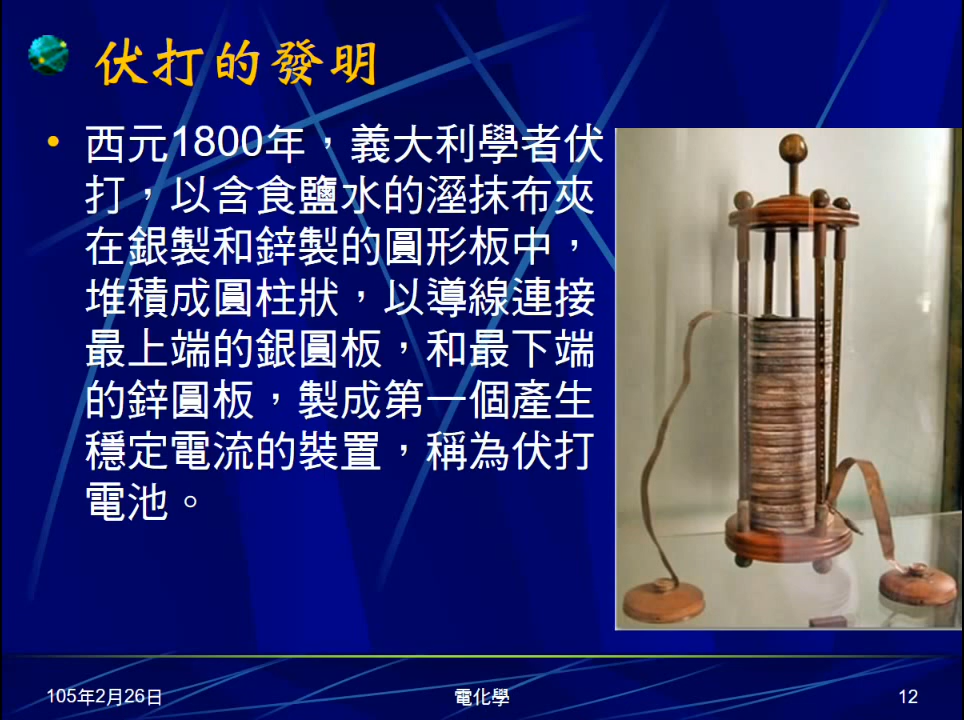 伏打的發明
• 西元1800年，義大利學者伏
打，以含食鹽水的溼抹布夾
在銀製和鋅製的圓形板中，
堆積成圓柱狀，以導線連接
最上端的銀圓板，和最下端
的鋅圓板，製成第一個產生
穩定電流的裝置，稱為伏打
電池。
105年2月26日
電化學
12